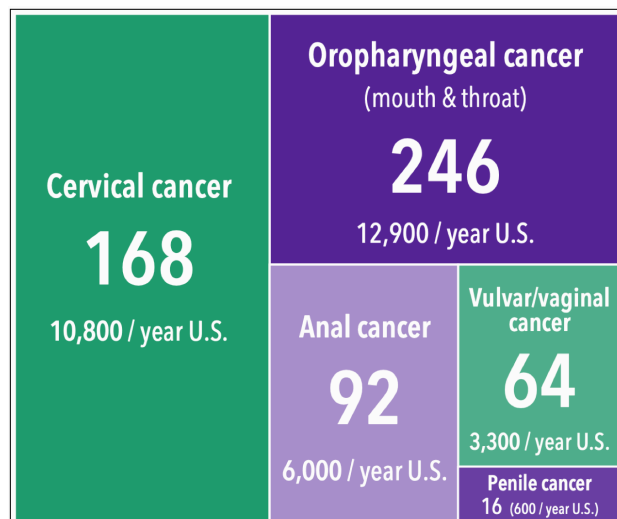 Cervical cancer
168
10,800 / year U.S.
Oropharyngeal cancer
(mouth & throat)
246
12,900 / year U.S.
Anal cancer
92
6,000 / year U.S.
Vulvar/vaginal
cancer
64
3,300 / year U.S.
Penile cancer
16 (600 / year U.S.)